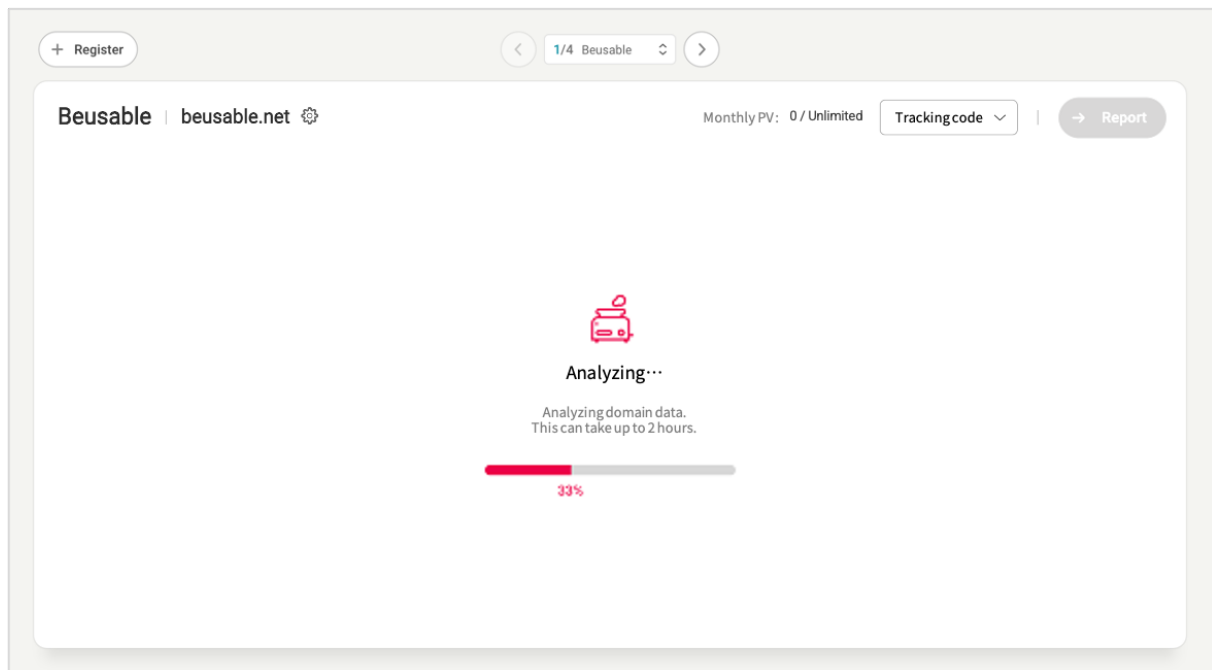 + Register
1/4 Beusable
Beusable | beusable.net
Monthly PV: 0 / Unlimited
Tracking code
→ Report
Analyzing···
Analyzing domain data.
This can take up to 2 hours.
33%